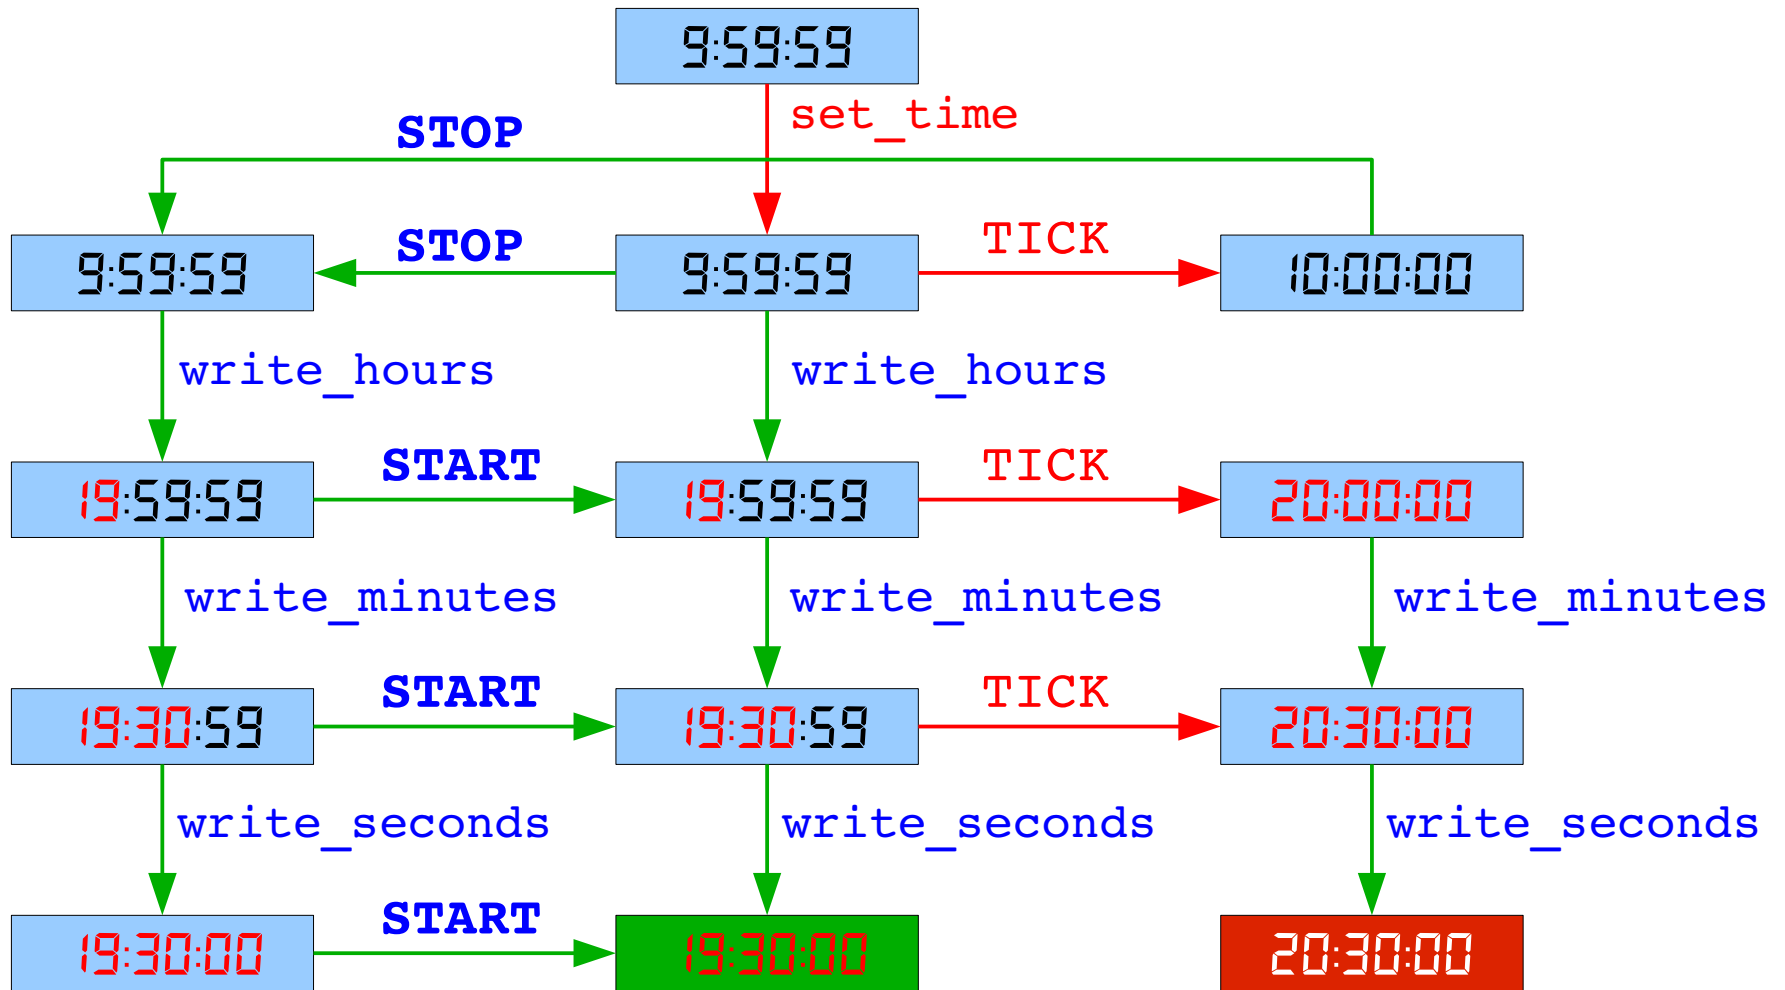 9:59:59
set_time
STOP
9:59:59 STOP 9:59:59 TICK 10:00:00
write_hours write_hours
19:59:59 START 19:59:59 TICK 20:00:00
write_minutes write_minutes write_minutes
19:30:59 START 19:30:59 TICK 20:30:00
write_seconds write_seconds write_seconds
19:30:00 START 19:30:00 20:30:00